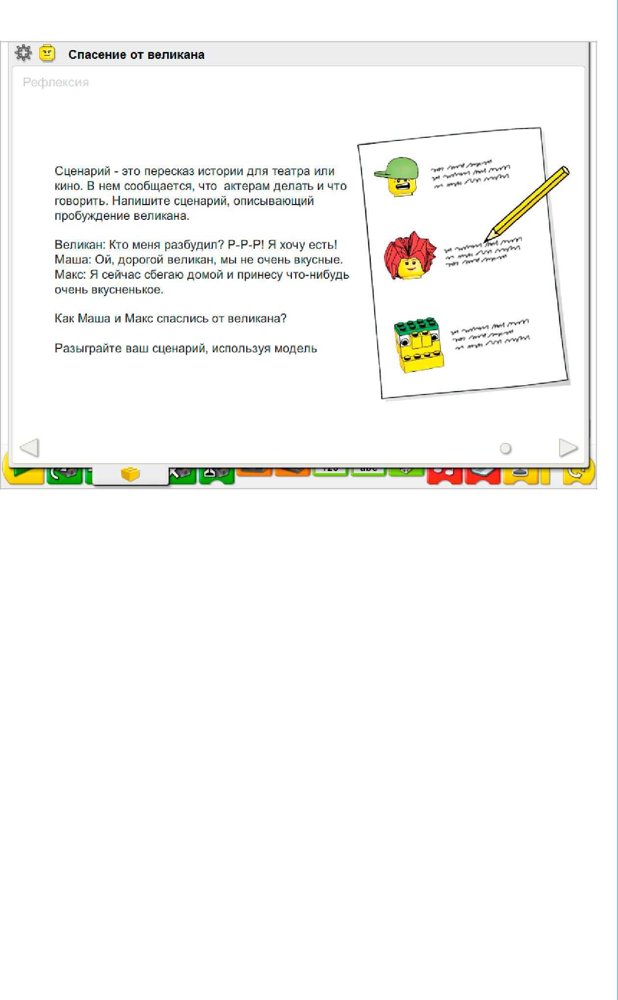 Спасение от великана
Рефлексия
Сценарий - это пересказ истории для театра или
кино. В нем сообщается, что  актерам делать и что
говорить. Напишите сценарий, описывающий
пробуждение великана.
Великан: Кто меня разбудил? Р-Р-Р! Я хочу есть!
Маша: Ой, дорогой великан, мы не очень вкусные.
Макс: Я сейчас сбегаю домой и принесу что-нибудь
очень вкусненькое.
Как Маша и Макс спаслись от великана?
Разыграйте ваш сценарий, используя модель
123
abc